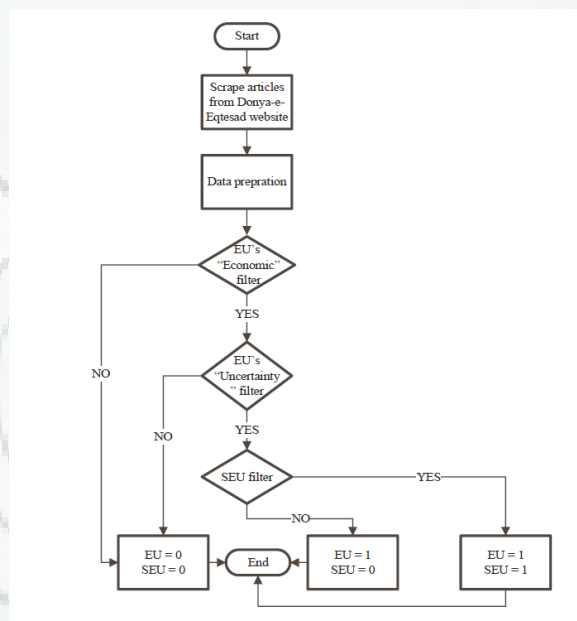 Start
Scrape articles
from Donya-e-
Eqtesad website
Data prepration
EU's
"Economic"
filter
YES
NO
EU's
"Uncertainty
" filter
NO
YES
SEU filter
YES
NO
EU = 0
SEU = 0
End
EU = 1
SEU = 0
EU = 1
SEU = 1